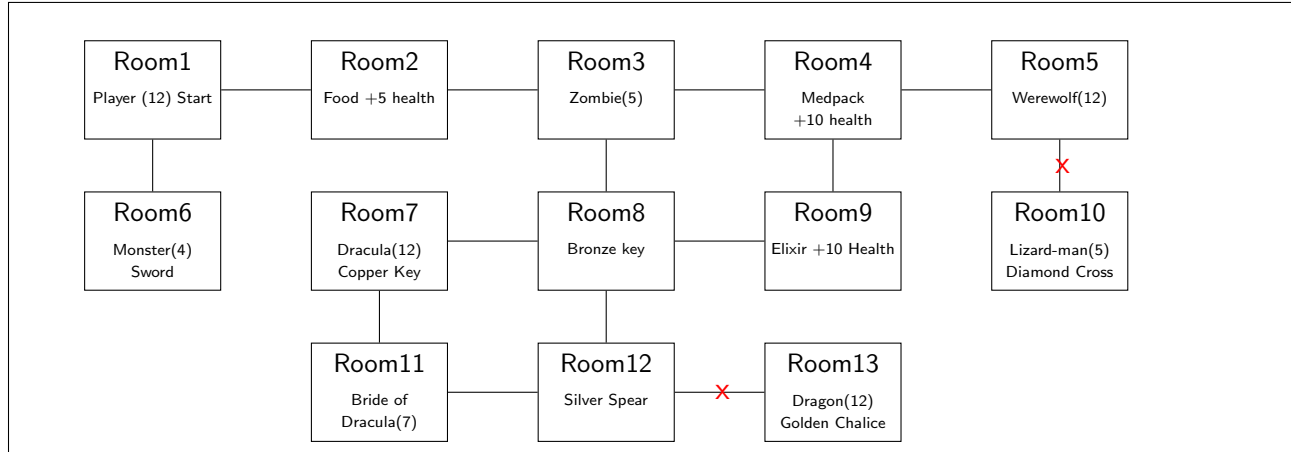 Room1
Player (12) Start
Room2
Food +5 health
Room3
Zombie(5)
Room4
Medpack
+10 health
Room5
Werewolf(12)
X
Room6
Monster(4)
Sword
Room7
Dracula(12)
Copper Key
Room8
Bronze key
Room9
Elixir +10 Health
Room10
Lizard-man(5)
Diamond Cross
Room11
Bride of
Dracula(7)
Room12
Silver Spear
X
Room13
Dragon(12)
Golden Chalice